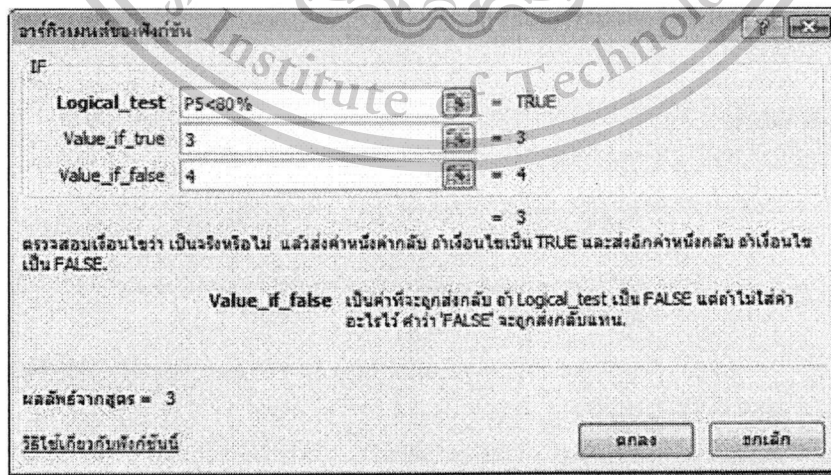 s Institute of Technolo
อาร์กิวเมนต์ของฟังก์ชัน
IF
Logical_test P5<80% = TRUE
Value_if_true 3 = 3
Value_if_false 4 = 4
= 3
ตรวจสอบเงื่อนไขว่า เป็นจริงหรือไม่ แล้วส่งค่าหนึ่งค่ากลับ ถ้าเงื่อนไขเป็น TRUE และส่งอีกค่าหนึ่งกลับ ถ้าเงื่อนไข
เป็น FALSE.
Value_if_false เป็นค่าที่จะถูกส่งกลับ ถ้า Logical_test เป็น FALSE แต่ถ้าไม่ใส่ค่า
อะไรไว้ ค่าว่า 'FALSE' จะถูกส่งกลับแทน.
ผลลัพธ์จากสูตร = 3
วิธีใช้เกี่ยวกับฟังก์ชันนี้
ตกลง ยกเลิก